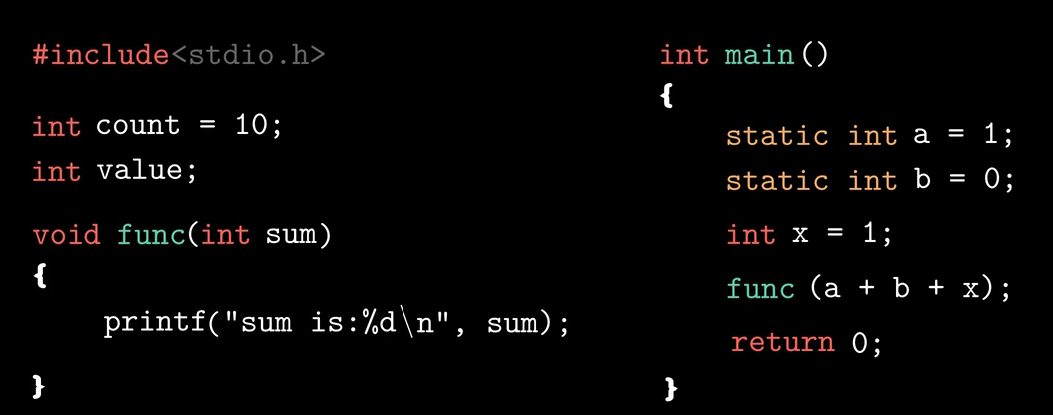 #include<stdio.h>
int count = 10;
int value;
void func(int sum)
{
printf("sum is:%d\n", sum);
}
int main()
{
static int a = 1;
static int b = 0;
int x = 1;
func (a + b + x);
return 0;
}